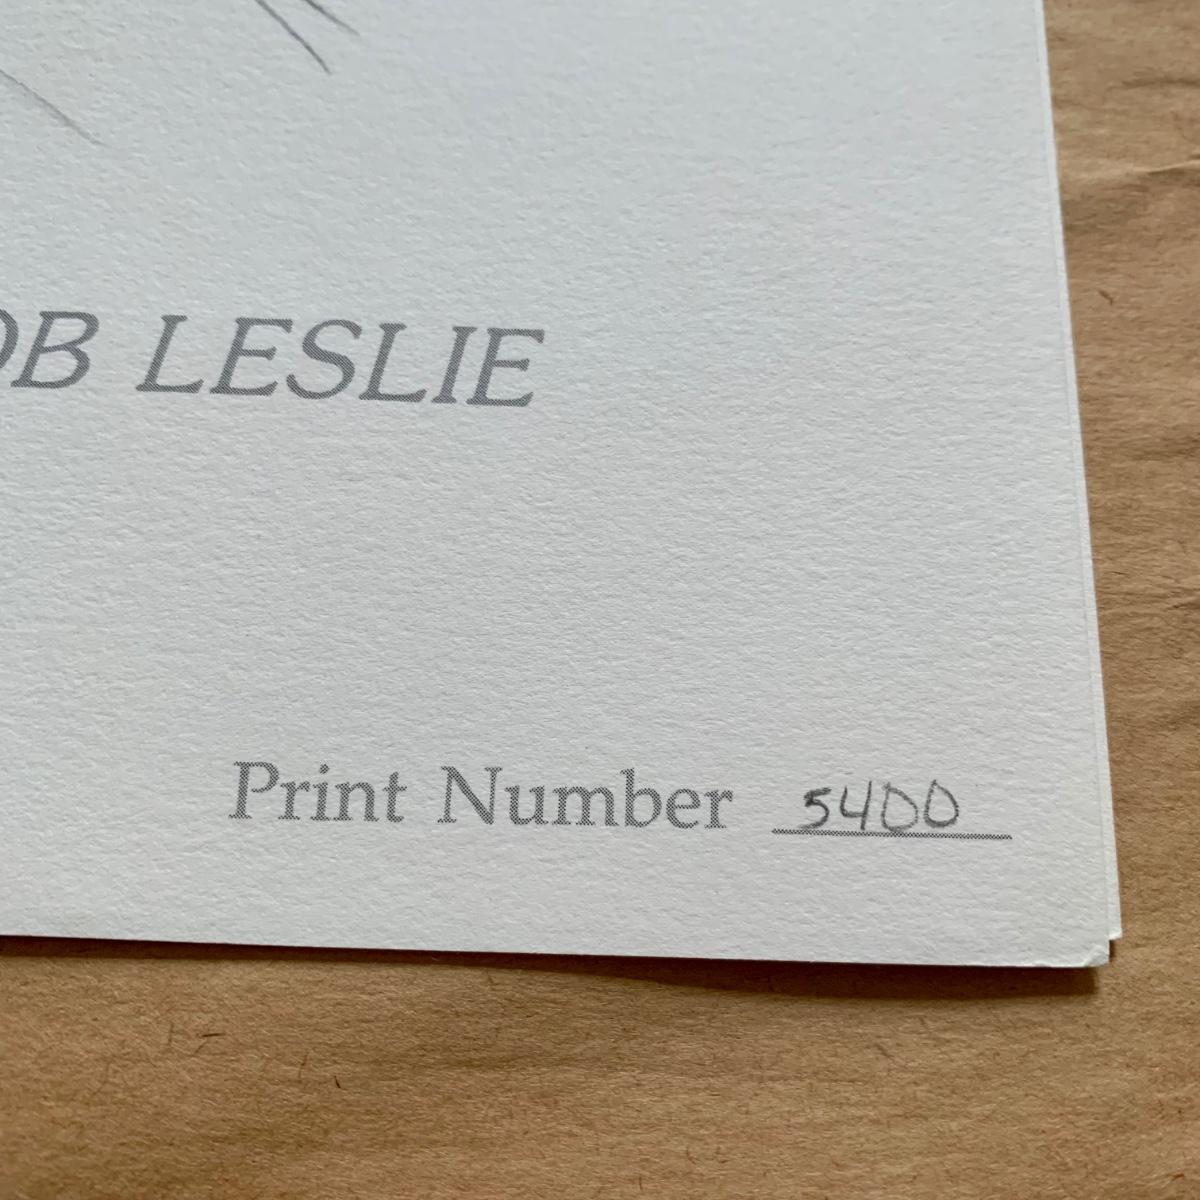 OB LESLIE
Print Number 5400